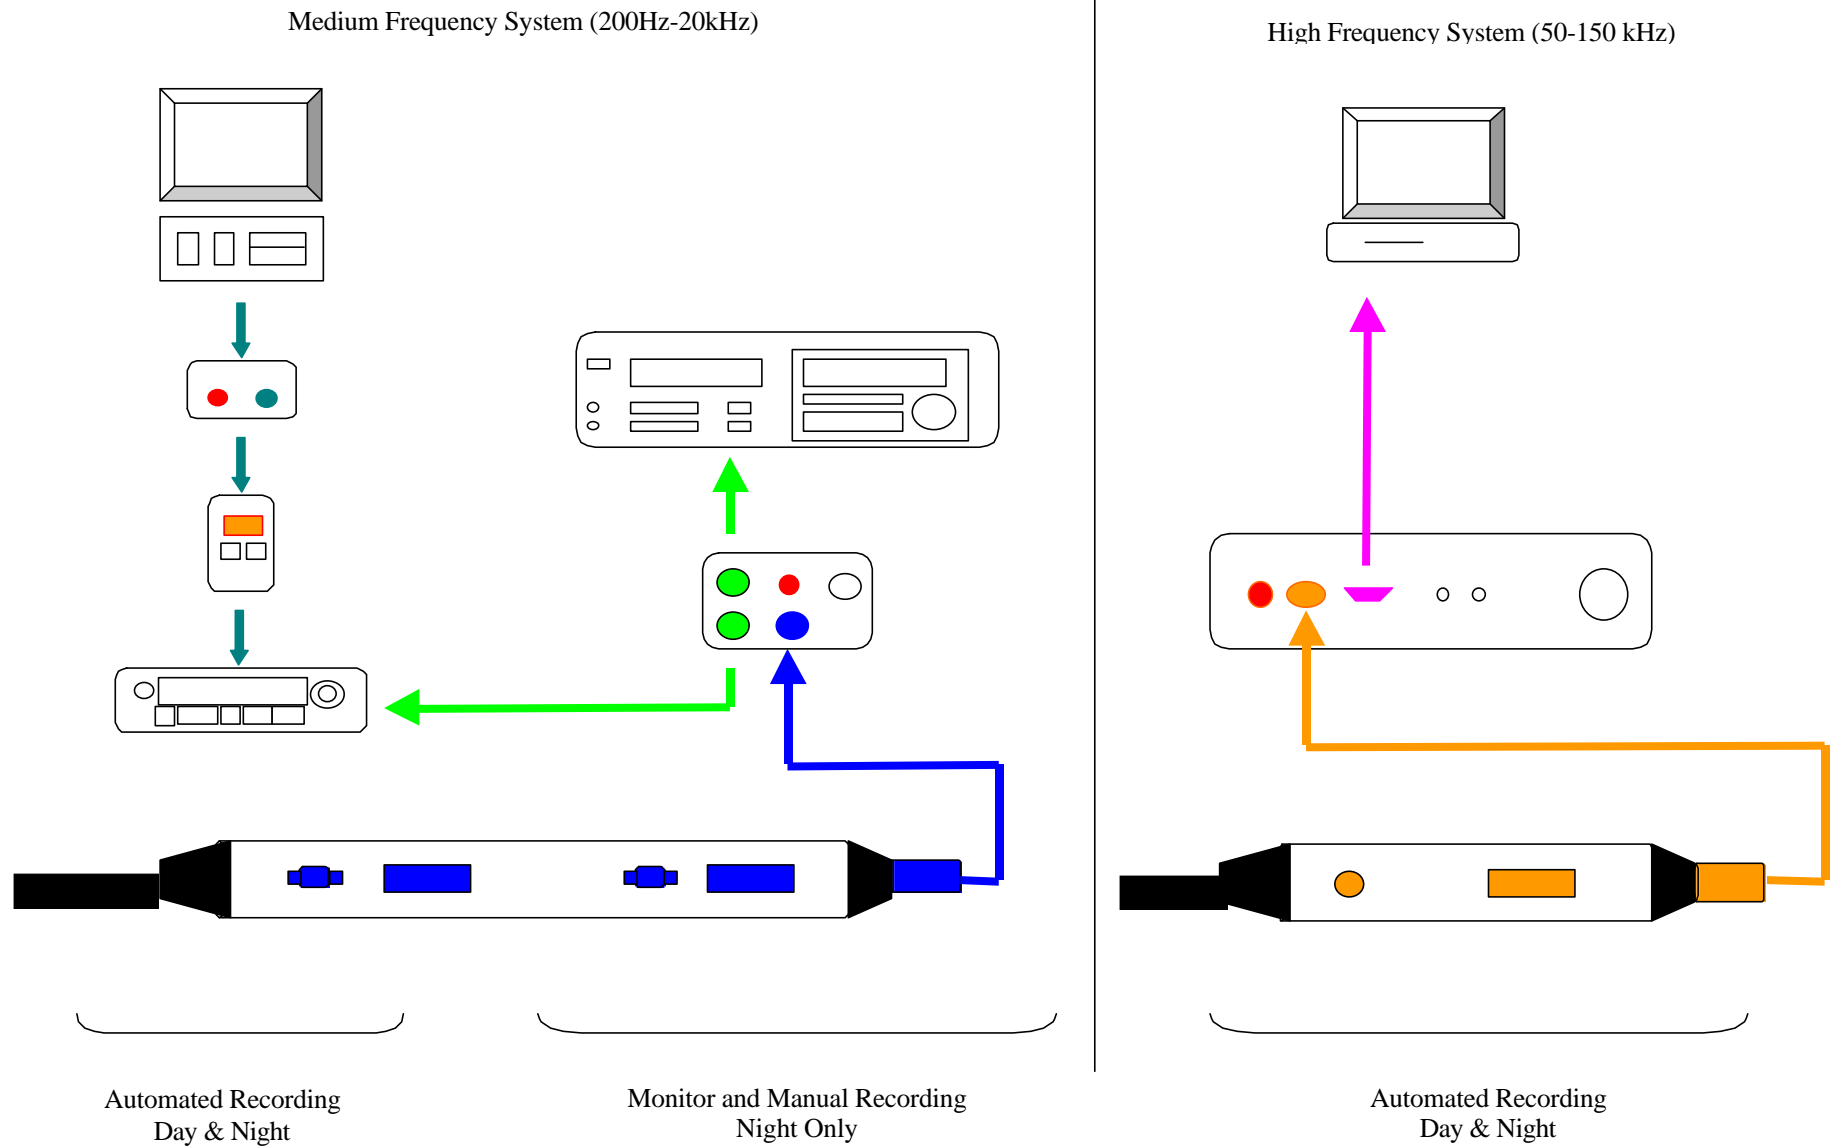 Medium Frequency System (200Hz-20kHz)
High Frequency System (50-150 kHz)
Automated Recording
Day & Night
Monitor and Manual Recording
Night Only
Automated Recording
Day & Night